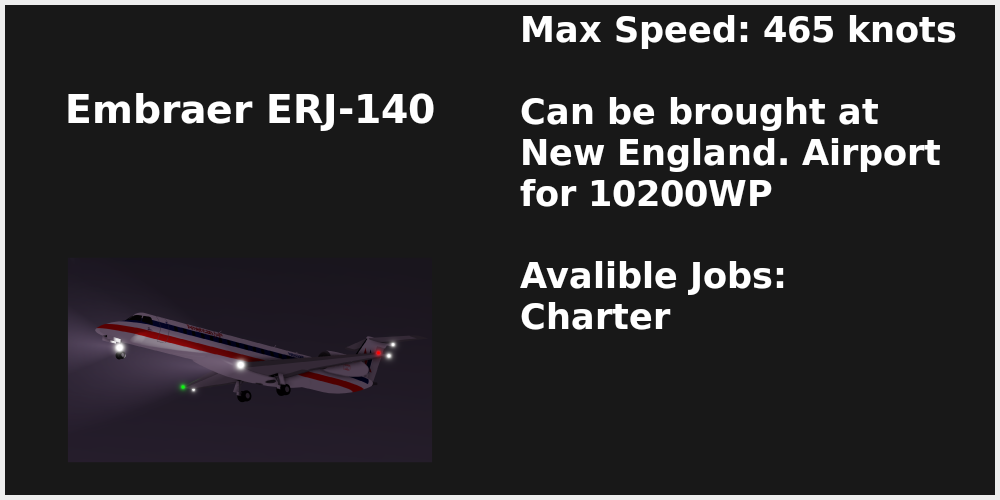 Embraer ERJ-140
Max Speed: 465 knots
Can be brought at
New England. Airport
for 10200WP
Avalible Jobs:
Charter